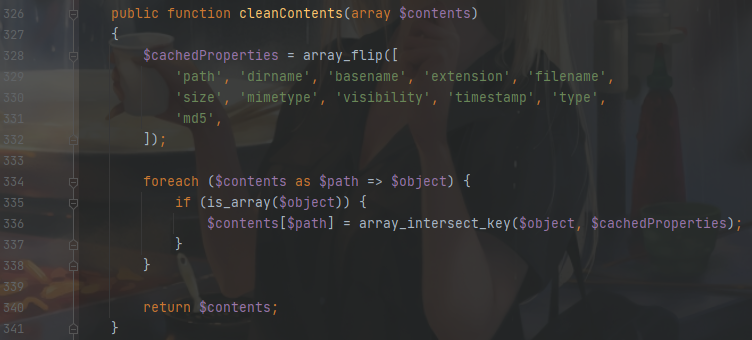 326 public function cleanContents(array $contents)
327 {
328 $cachedProperties = array_flip([
329 'path', 'dirname', 'basename', 'extension', 'filename',
330 'size', 'mimetype', 'visibility', 'timestamp', 'type',
331 'md5',
332 ]);
333
334 foreach ($contents as $path => $object) {
335 if (is_array($object)) {
336 $contents[$path] = array_intersect_key($object, $cachedProperties);
337 }
338 }
339
340 return $contents;
341 }